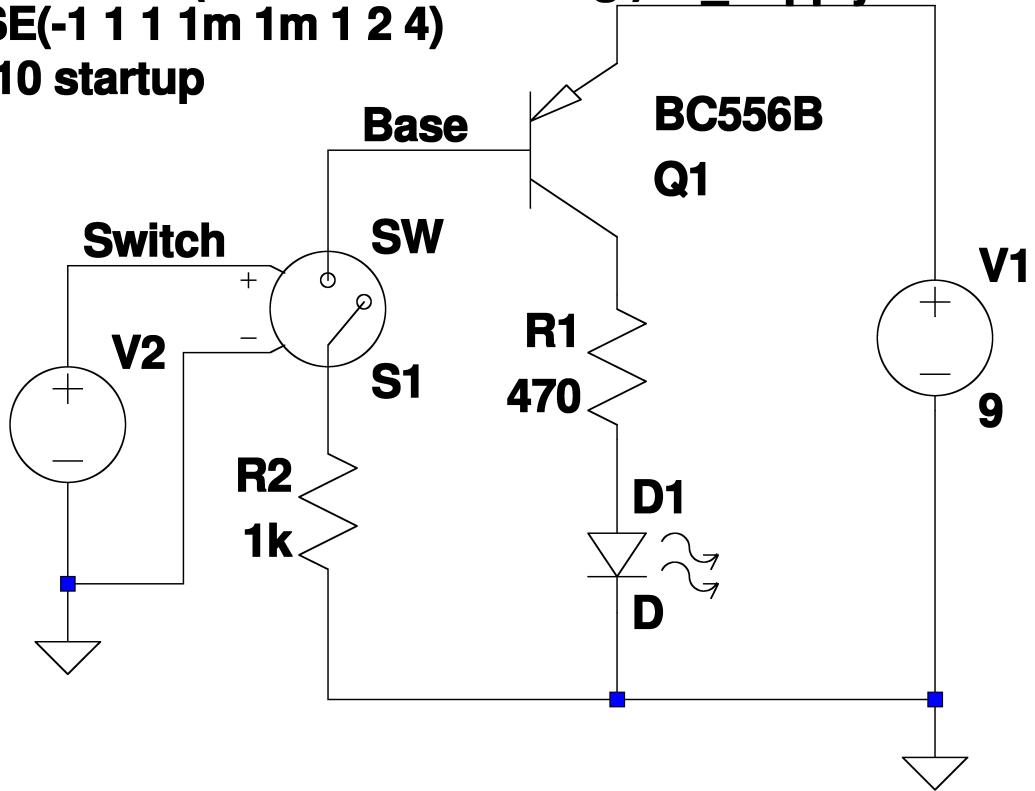 SE(-1 1 1 1m 1m 1 2 4)
10 startup
Base
BC556B
Q1
Switch
SW
+
−
V1
+
−
9
V2
+
−
S1
R1
470
R2
1k
D1
D